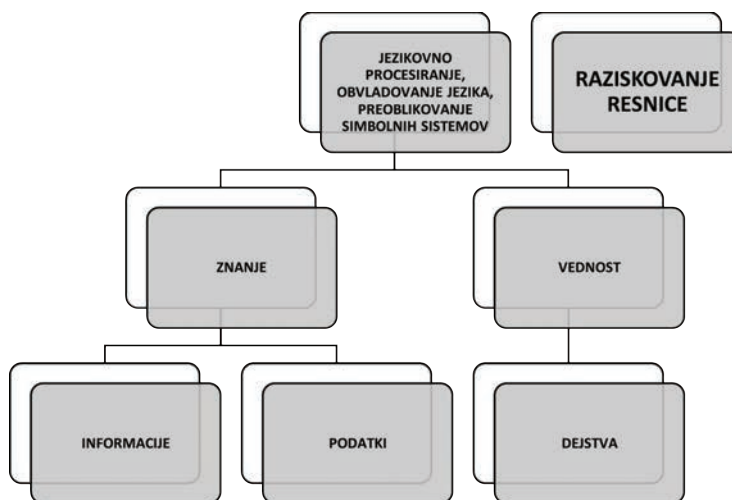 JEZIKOVNO
PROCESIRANJE,
OBVLADOVANJE JEZIKA,
PREOBLIKOVANJE
SIMBOLNIH SISTEMOV
RAZISKOVANJE
RESNICE
ZNANJE
VEDNOST
INFORMACIJE
PODATKI
DEJSTVA